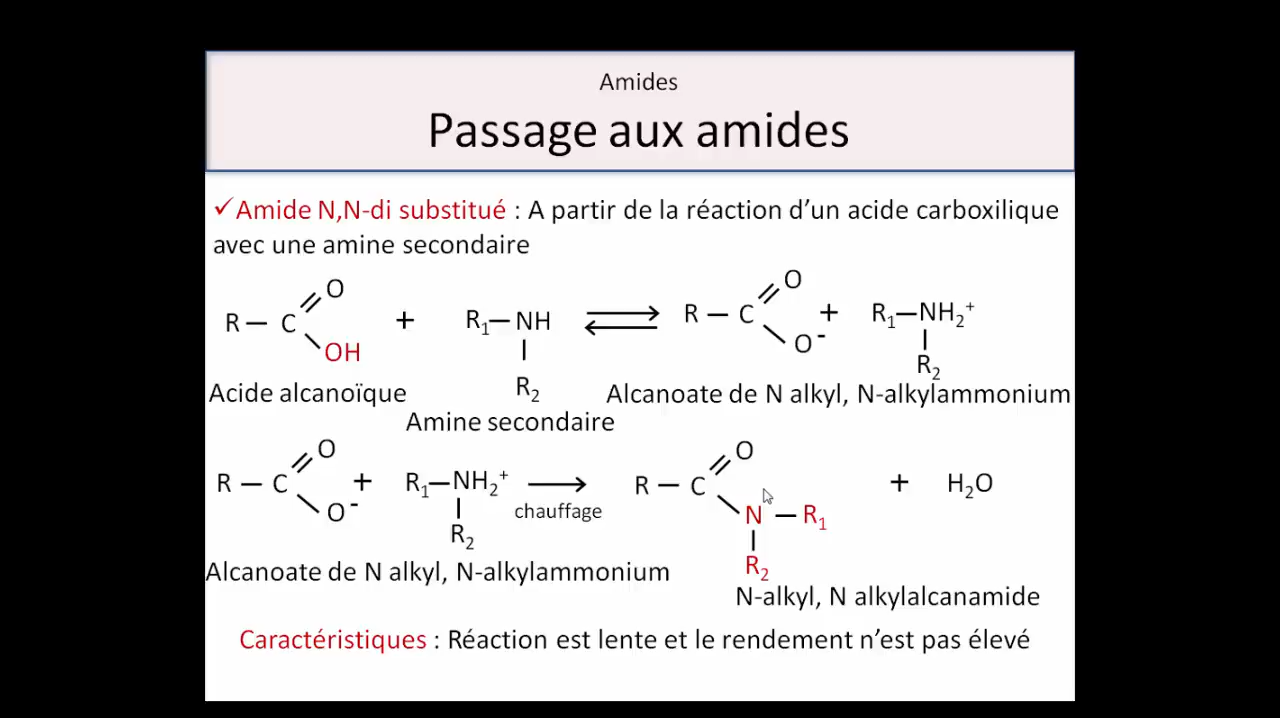 Amides
Passage aux amides
✓Amide N,N-di substitué : A partir de la réaction d’un acide carboxilique
avec une amine secondaire
R — C O OH + R₁—NH R₂ ⇌ R — C O O⁻ + R₁—NH₂⁺ R₂
Acide alcanoïque
Amine secondaire
Alcanoate de N alkyl, N-alkylammonium
R — C O O⁻ + R₁—NH₂⁺ R₂ → chauffage R — C O N — R₁ R₂ + H₂O
Alcanoate de N alkyl, N-alkylammonium
N-alkyl, N alkylalcanamide
Caractéristiques : Réaction est lente et le rendement n’est pas élevé